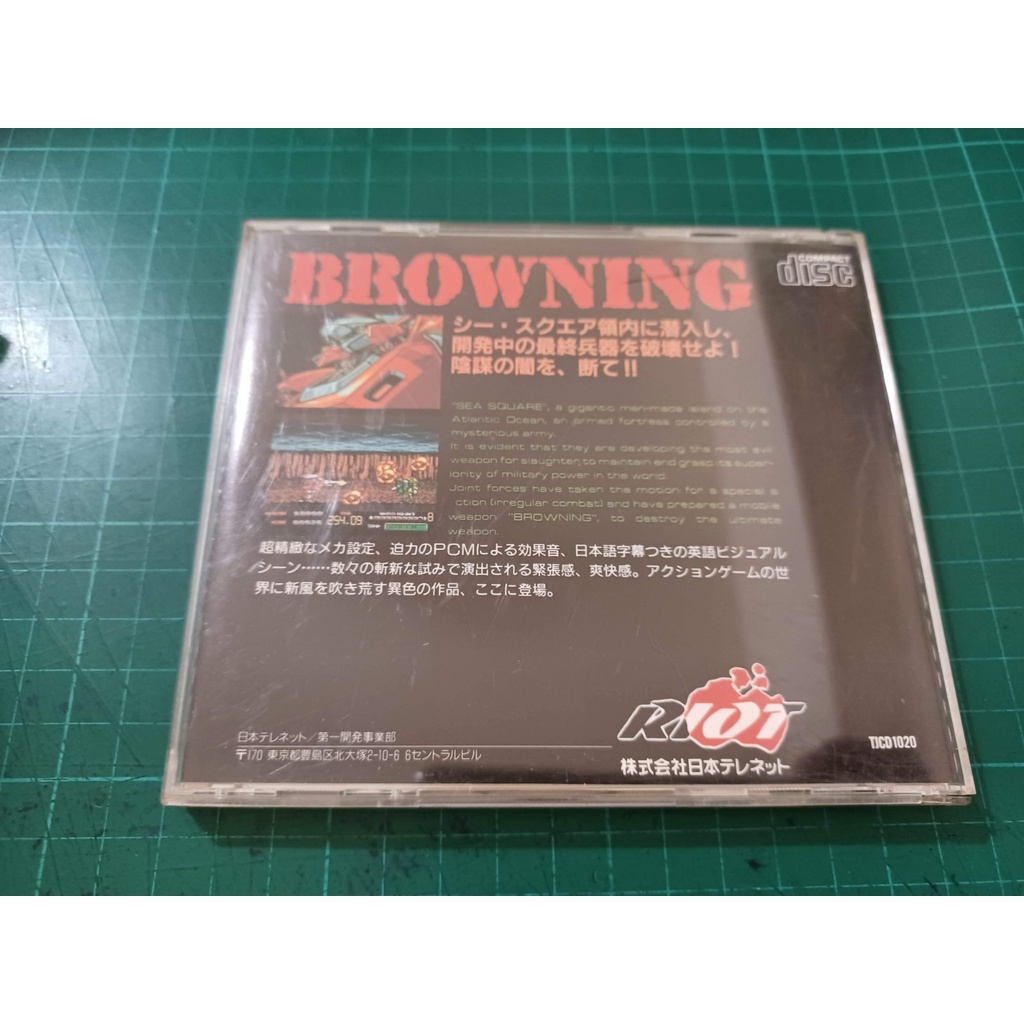 BROWNING
COMPACT
disc
シー・スクエア領内に潜入し、
開発中の最終兵器を破壊せよ!
陰謀の闇を、断て!!
"SEA SQUARE", a gigantic man-made island on the
Atlantic Ocean, an armed fortress controlled by a
mysterious army.
It is evident that they are developing the most evil
weapon for slaughter, to maintain and grasp its super-
iority of military power in the world.
Joint forces have taken the motion for a special a
ction (irregular combat) and have prepared a mobile
weapon "BROWNING", to destroy the ultimate
weapon.
254.09
8
超精緻なメカ設定、迫力のPCMによる効果音、日本語字幕つきの英語ビジュアル
シーン……数々の斬新な試みで演出される緊張感、爽快感。アクションゲームの世
界に新風を吹き荒す異色の作品、ここに登場。
RIOT
株式会社日本テレネット
日本テレネット/第一開発事業部
〒170 東京都豊島区北大塚2-10-6 6セントラルビル
TJCD1020